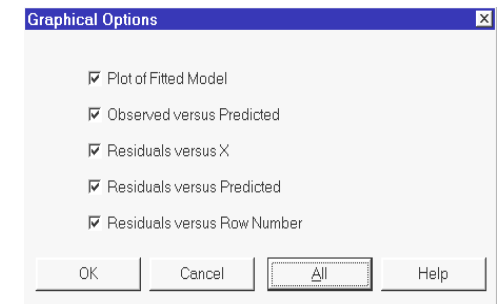 Graphical Options
Plot of Fitted Model
Observed versus Predicted
Residuals versus X
Residuals versus Predicted
Residuals versus Row Number
OK Cancel All Help